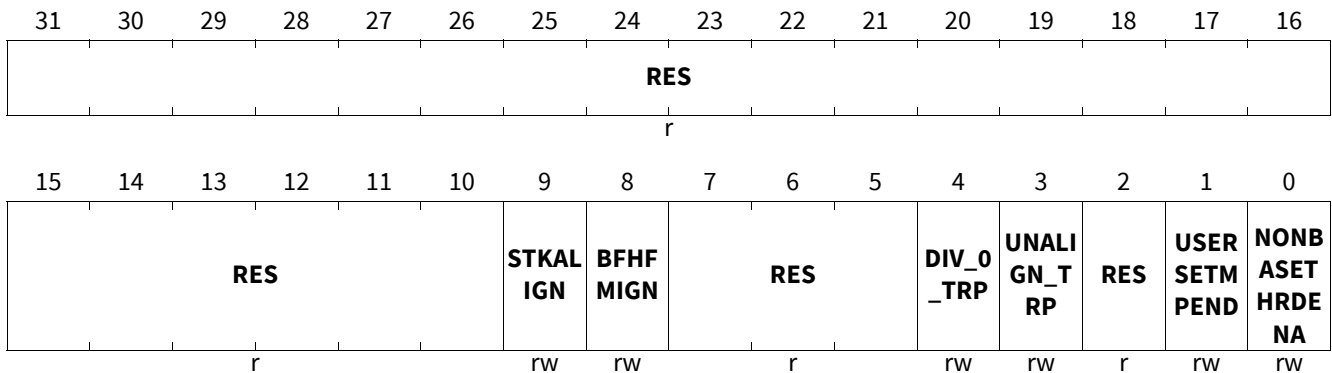 31 30 29 28 27 26 25 24 23 22 21 20 19 18 17 16
RES
r
15 14 13 12 11 10 9 8 7 6 5 4 3 2 1 0
RES STKAL IGN BFHF MIGN RES DIV_0 _TRP UNALI GN_T RP RES USER SETM PEND NONB ASET HRDE NA
r rw rw r rw rw r rw rw